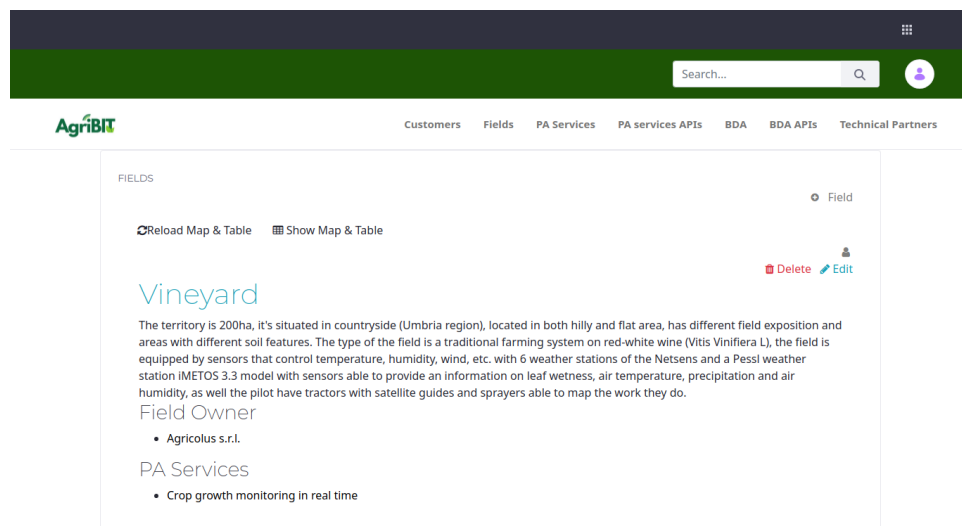 Search...
AgriBIT
Customers Fields PA Services PA services APIs BDA BDA APIs Technical Partners
FIELDS
Field
Reload Map & Table Show Map & Table
Delete Edit
Vineyard
The territory is 200ha, it's situated in countryside (Umbria region), located in both hilly and flat area, has different field exposition and
areas with different soil features. The type of the field is a traditional farming system on red-white wine (Vitis Vinifiera L), the field is
equipped by sensors that control temperature, humidity, wind, etc. with 6 weather stations of the Netsens and a Pessl weather
station iMETOS 3.3 model with sensors able to provide an information on leaf wetness, air temperature, precipitation and air
humidity, as well the pilot have tractors with satellite guides and sprayers able to map the work they do.
Field Owner
Agricolus s.r.l.
PA Services
Crop growth monitoring in real time